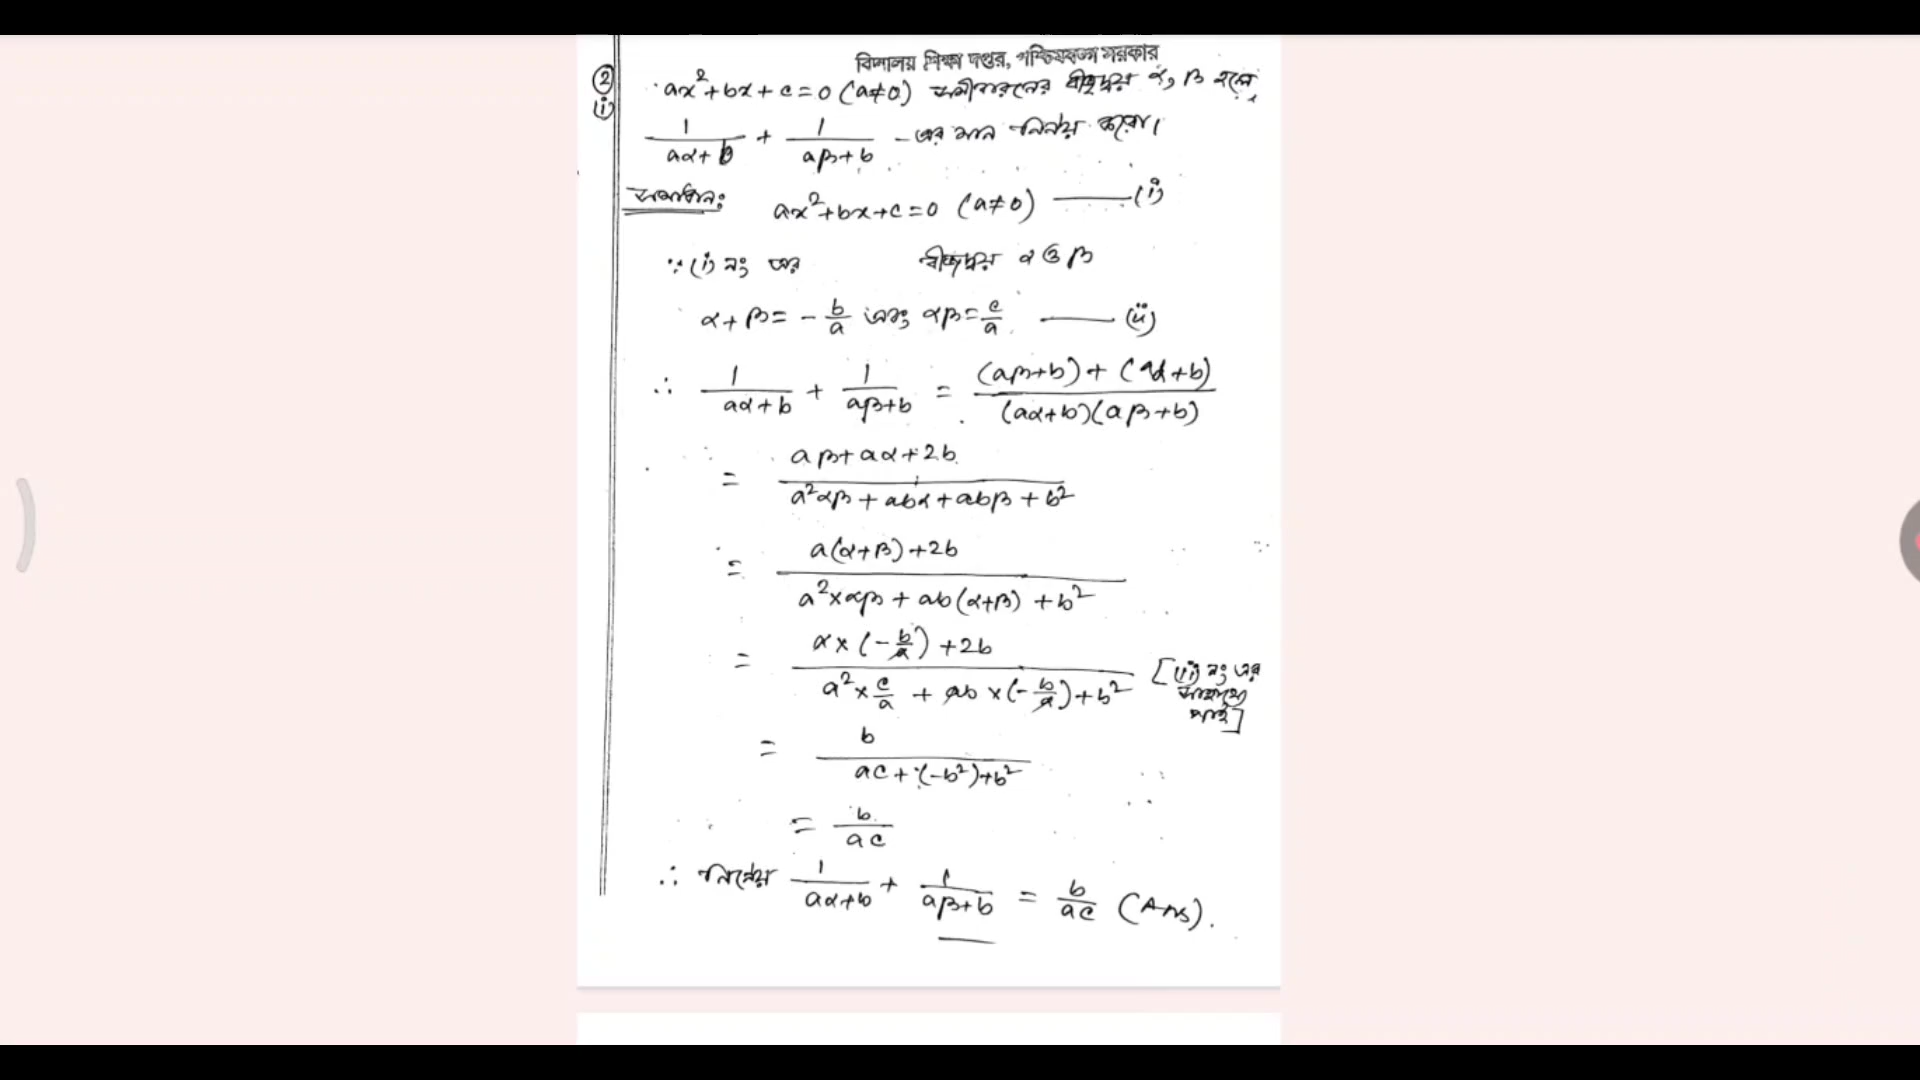 বিদ্যালয় শিক্ষা দপ্তর, পশ্চিমবঙ্গ সরকার
② (i) ax²+bx+c=0 (a≠0) সমীকরনের বীজদ্বয় α, β হলে,
1/(aα+b) + 1/(aβ+b) -এর মান নির্নয় করো।
সমাধান: ax²+bx+c=0 (a≠0) ——(i)
∵ (i) নং এর বীজদ্বয় α ও β
α+β = -b/a এবং αβ = c/a ——(ii)
∴ 1/(aα+b) + 1/(aβ+b) = ((aβ+b)+(aα+b))/((aα+b)(aβ+b))
= (aβ+aα+2b)/(a²αβ+abα+abβ+b²)
= (a(α+β)+2b)/(a²×αβ+ab(α+β)+b²)
= (a×(-b/a)+2b)/(a²×c/a+ab×(-b/a)+b²) [(ii) নং এর
সাহায্যে
পাই]
= b/(ac+(-b²)+b²)
= b/ac
∴ নির্ণেয় 1/(aα+b) + 1/(aβ+b) = b/ac (Ans).